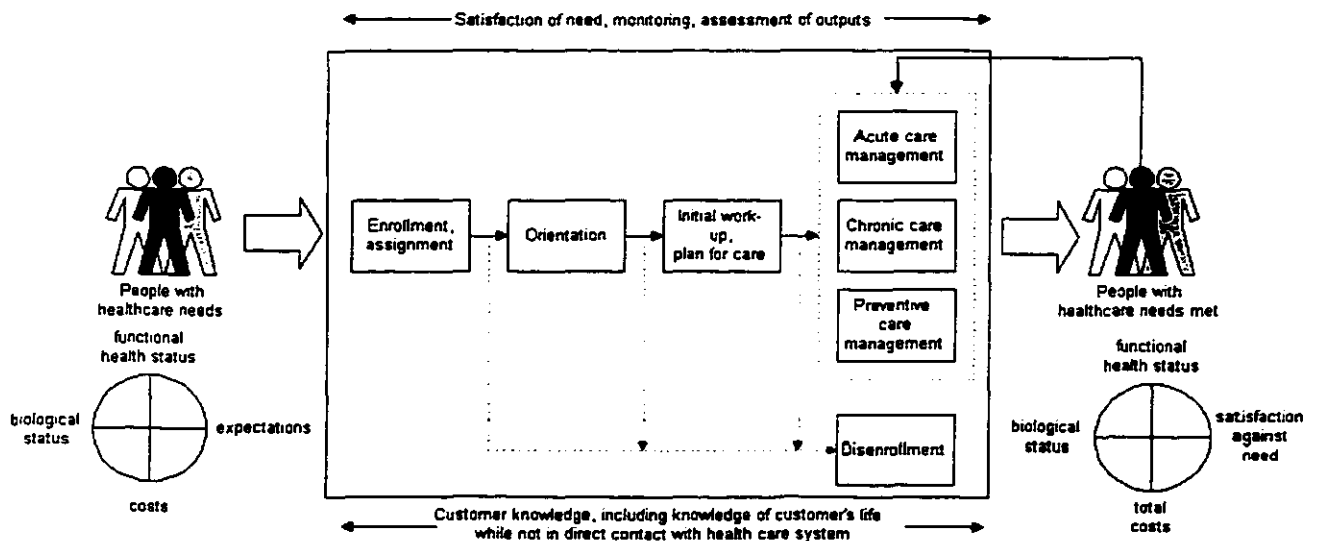 Satisfaction of need, monitoring, assessment of outputs
Acute care
management
Enrollment,
assignment
Orientation
Initial work-
up,
plan for care
Chronic care
management
Preventive
care
management
Disenrollment
People with
healthcare needs
functional
health status
biological
status
expectations
costs
People with
healthcare needs met
functional
health status
biological
status
satisfaction
against
need
total
costs
Customer knowledge, including knowledge of customer's life
while not in direct contact with health care system